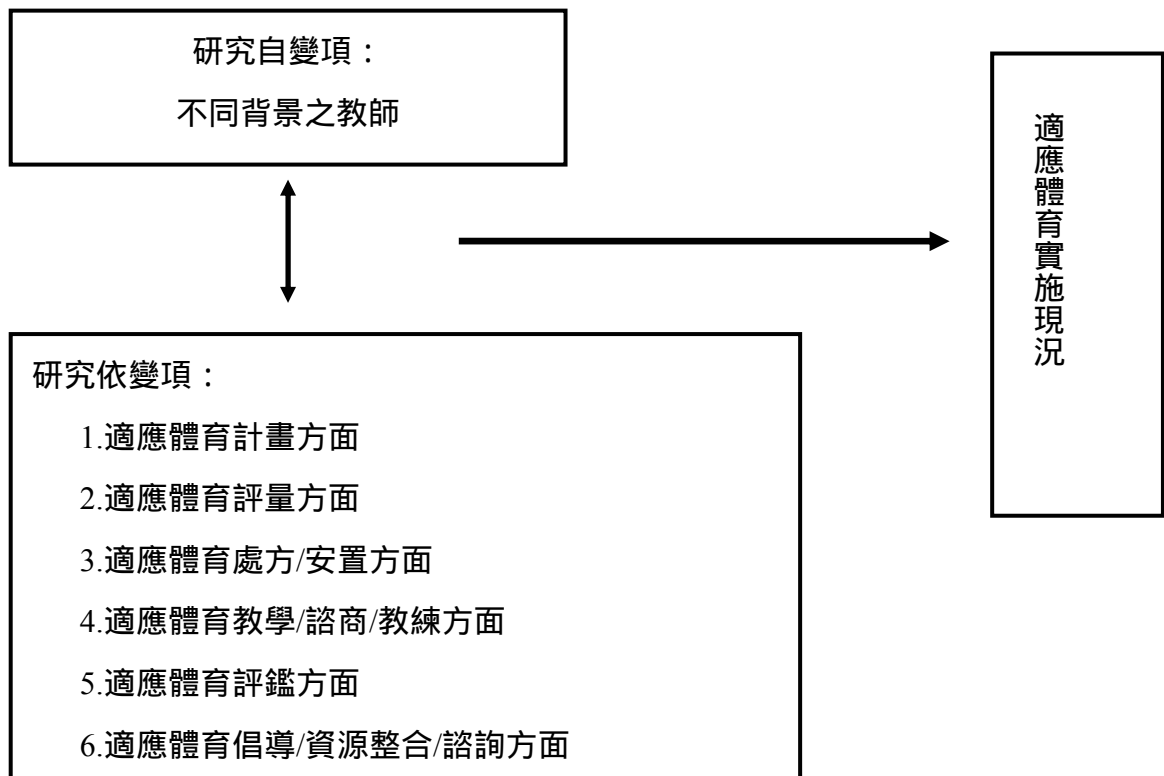 研究自變項：
不同背景之教師
適應體育實施現況
研究依變項：
1.適應體育計畫方面
2.適應體育評量方面
3.適應體育處方/安置方面
4.適應體育教學/諮商/教練方面
5.適應體育評鑑方面
6.適應體育倡導/資源整合/諮詢方面